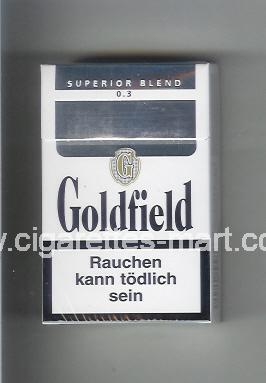 SUPERIOR BLEND
0.3
G
Goldfield
www.cigarettes-mart.com
Rauchen
kann tödlich
sein